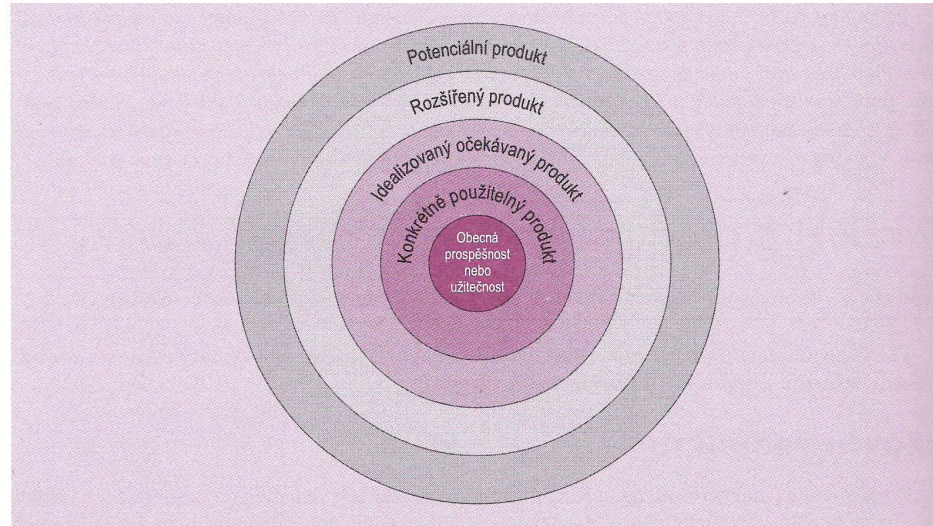 Potenciální produkt
Rozšířený produkt
Idealizovaný očekávaný produkt
Konkrétně použitelný produkt
Obecná
prospěšnost
nebo
užitečnost